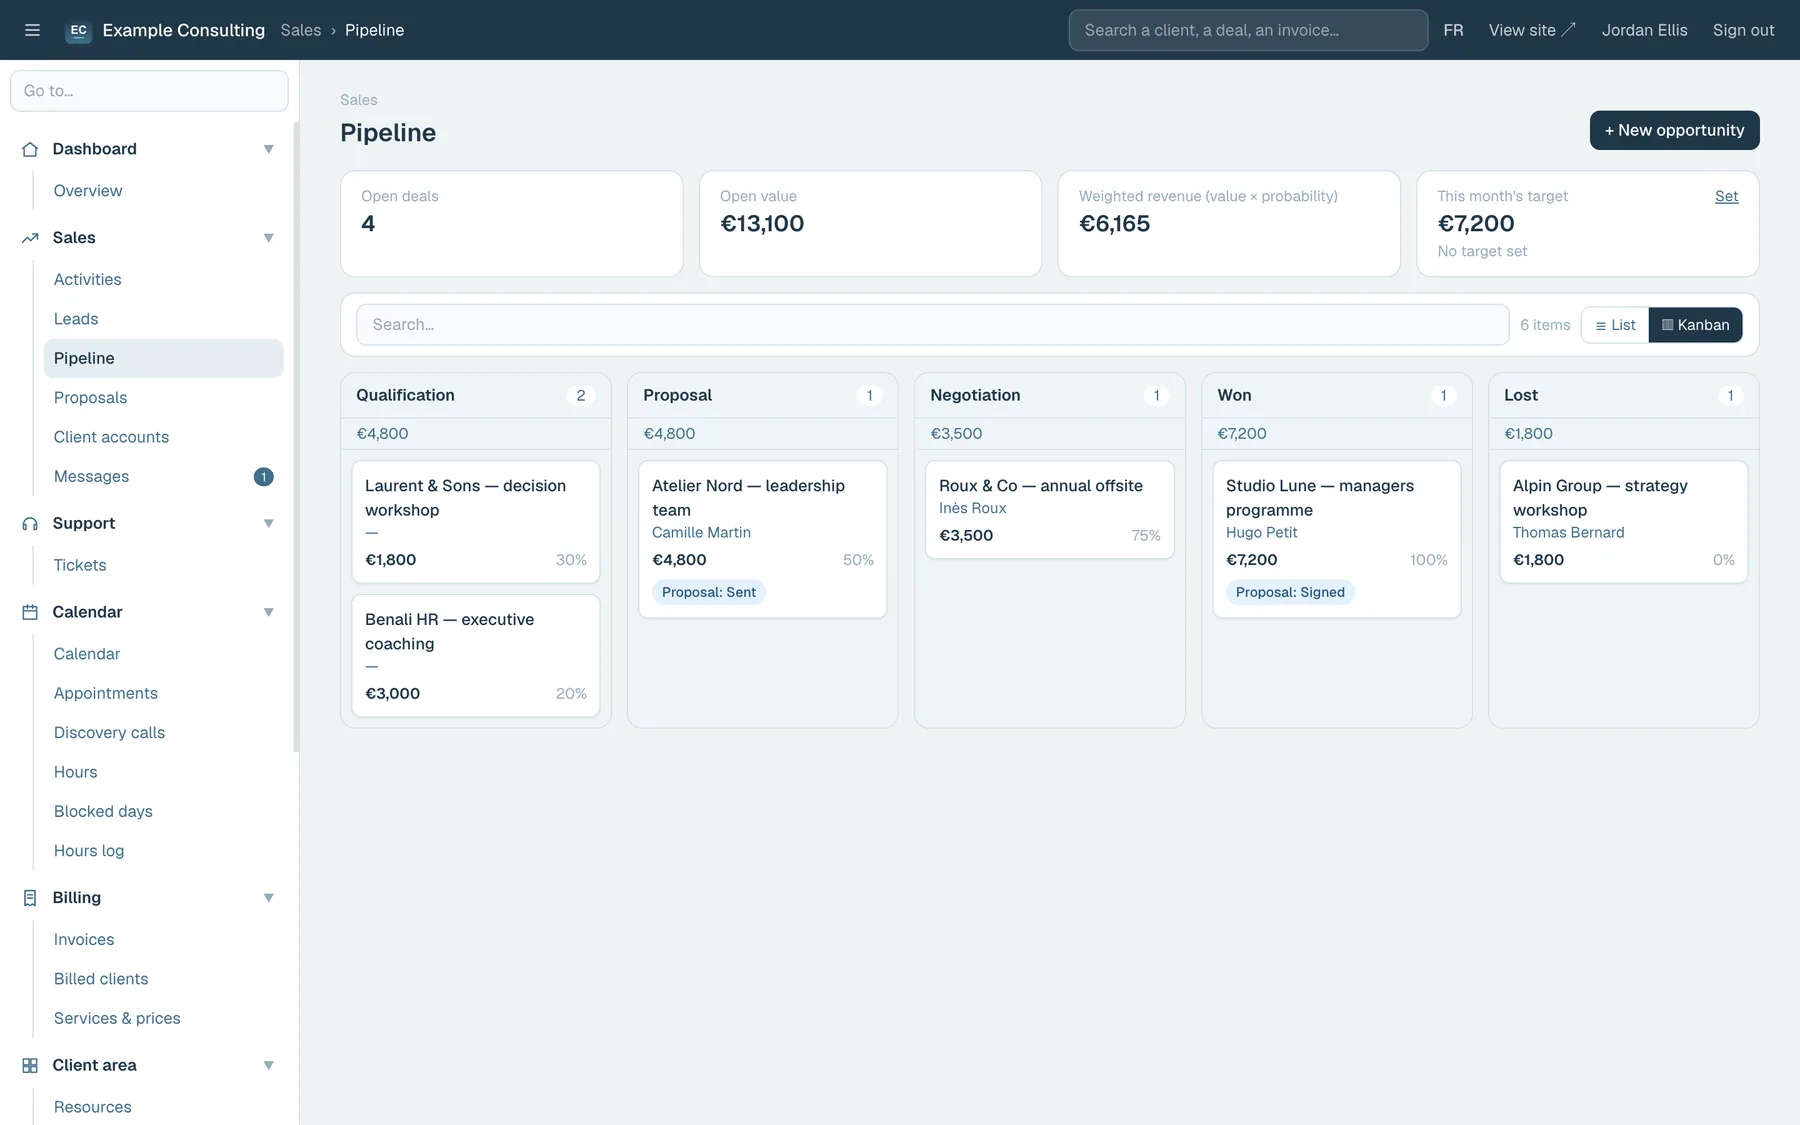 EC Example Consulting Sales › Pipeline Search a client, a deal, an invoice... FR View site Jordan Ellis Sign out
Go to...
Dashboard
Overview
Sales
Activities
Leads
Pipeline
Proposals
Client accounts
Messages 1
Support
Tickets
Calendar
Calendar
Appointments
Discovery calls
Hours
Blocked days
Hours log
Billing
Invoices
Billed clients
Services & prices
Client area
Resources
Sales
Pipeline
+ New opportunity
Open deals
4
Open value
€13,100
Weighted revenue (value × probability)
€6,165
This month's target Set
€7,200
No target set
Search... 6 items List Kanban
Qualification 2
€4,800
Laurent & Sons — decision
workshop
—
€1,800 30%
Benali HR — executive
coaching
—
€3,000 20%
Proposal 1
€4,800
Atelier Nord — leadership
team
Camille Martin
€4,800 50%
Proposal: Sent
Negotiation 1
€3,500
Roux & Co — annual offsite
Inès Roux
€3,500 75%
Won 1
€7,200
Studio Lune — managers
programme
Hugo Petit
€7,200 100%
Proposal: Signed
Lost 1
€1,800
Alpin Group — strategy
workshop
Thomas Bernard
€1,800 0%